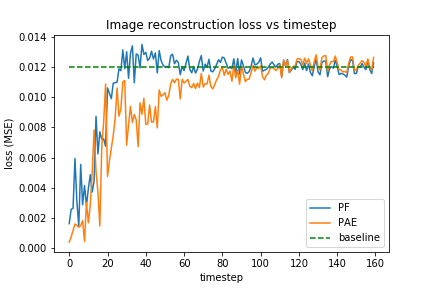 Image reconstruction loss vs timestep
0.014
0.012
0.010
0.008
0.006
0.004
0.002
0.000
loss (MSE)
PF
PAE
baseline
0 20 40 60 80 100 120 140 160
timestep